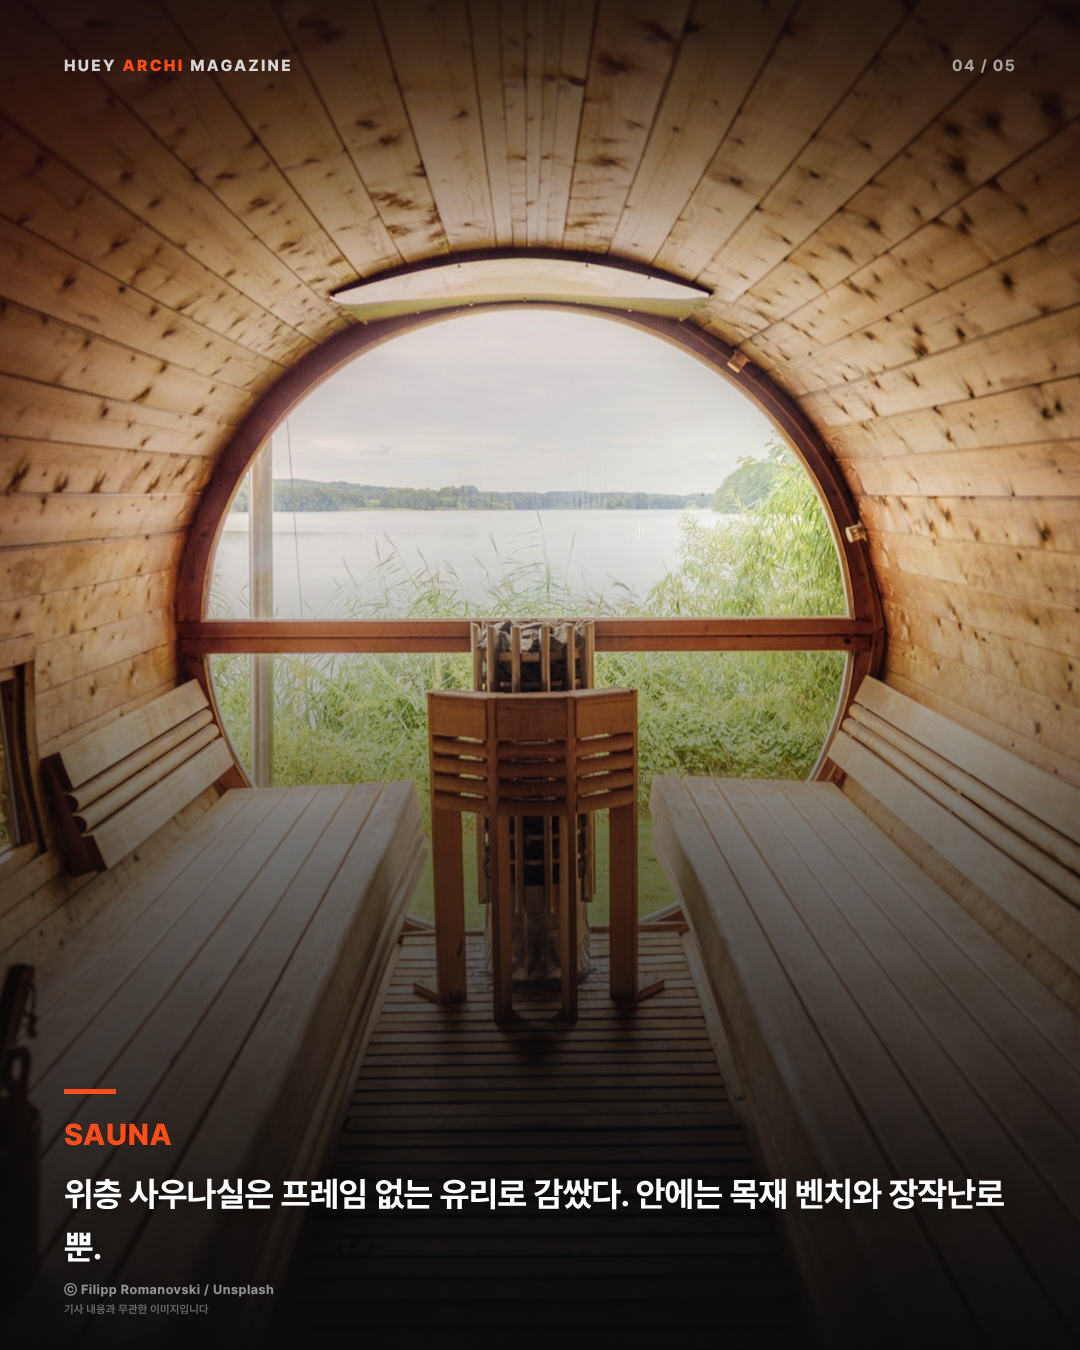 HUEY ARCHI MAGAZINE
04 / 05
SAUNA
위층 사우나실은 프레임 없는 유리로 감쌌다. 안에는 목재 벤치와 장작난로
뿐.
© Filipp Romanovski / Unsplash
기사 내용과 무관한 이미지입니다